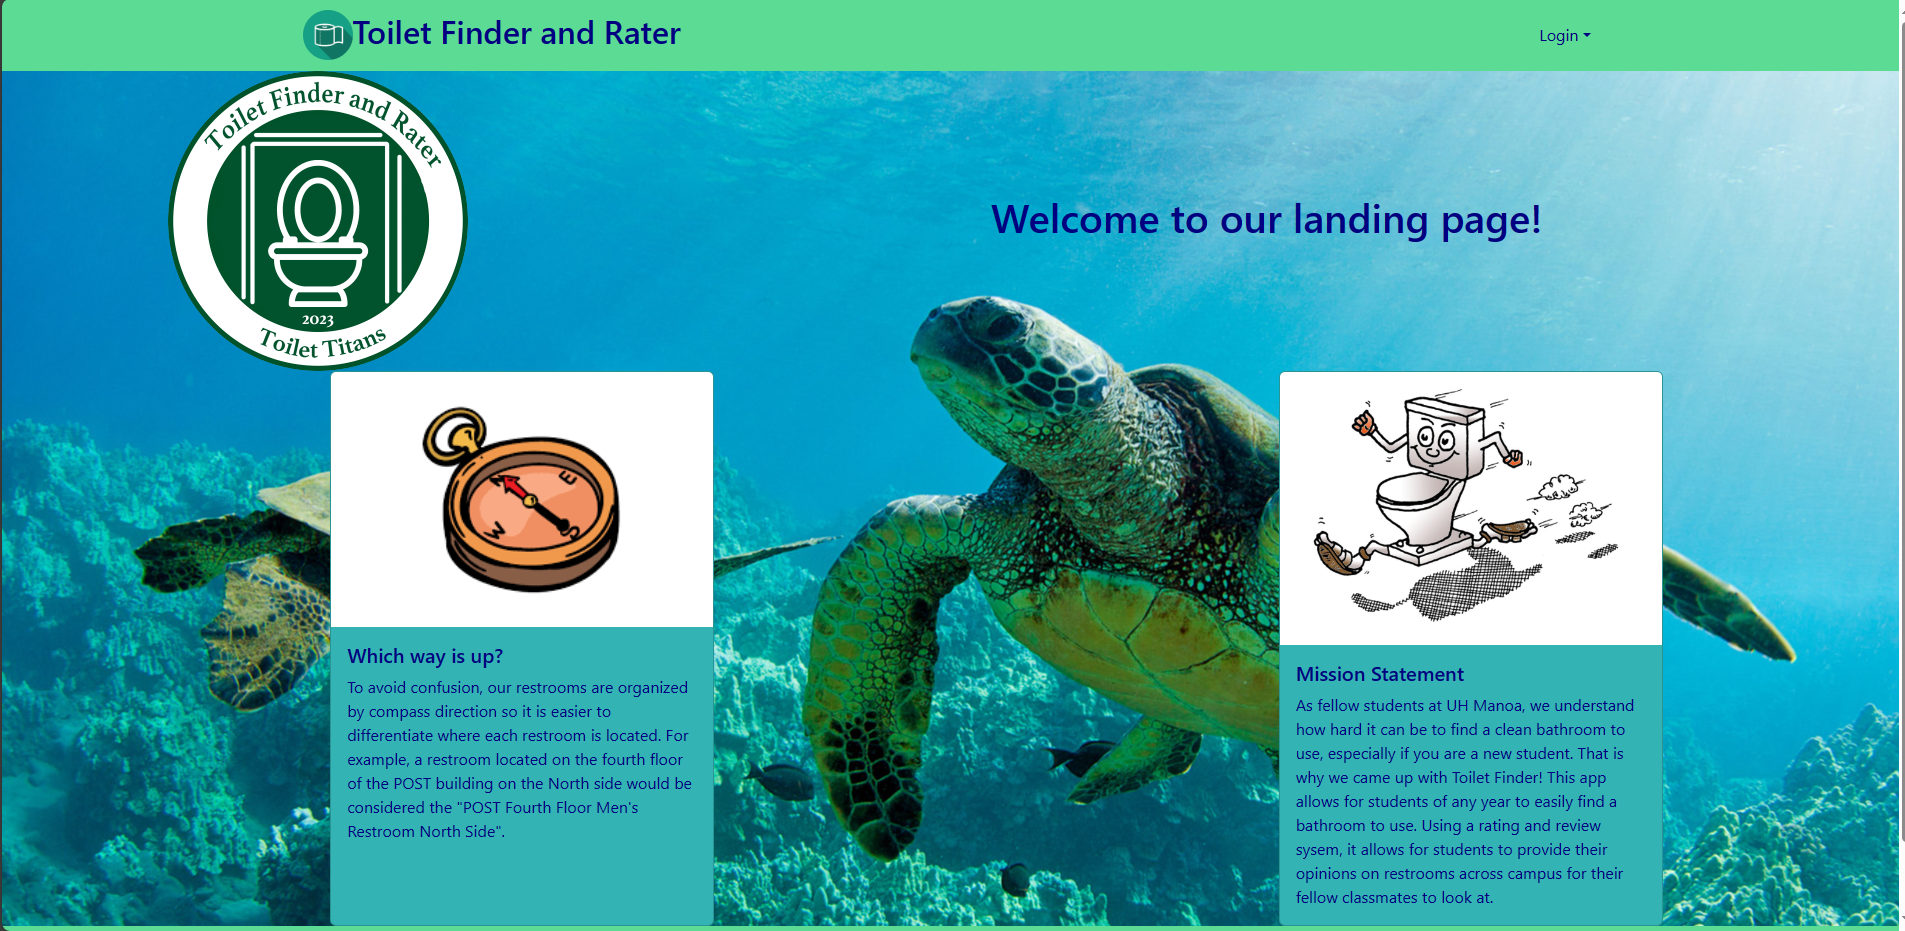 Toilet Finder and Rater
Login
Toilet Finder and Rater
2023
Toilet Titans
Welcome to our landing page!
N
E
W
S
Which way is up?
To avoid confusion, our restrooms are organized
by compass direction so it is easier to
differentiate where each restroom is located. For
example, a restroom located on the fourth floor
of the POST building on the North side would be
considered the "POST Fourth Floor Men's
Restroom North Side".
Mission Statement
As fellow students at UH Manoa, we understand
how hard it can be to find a clean bathroom to
use, especially if you are a new student. That is
why we came up with Toilet Finder! This app
allows for students of any year to easily find a
bathroom to use. Using a rating and review
sysem, it allows for students to provide their
opinions on restrooms across campus for their
fellow classmates to look at.